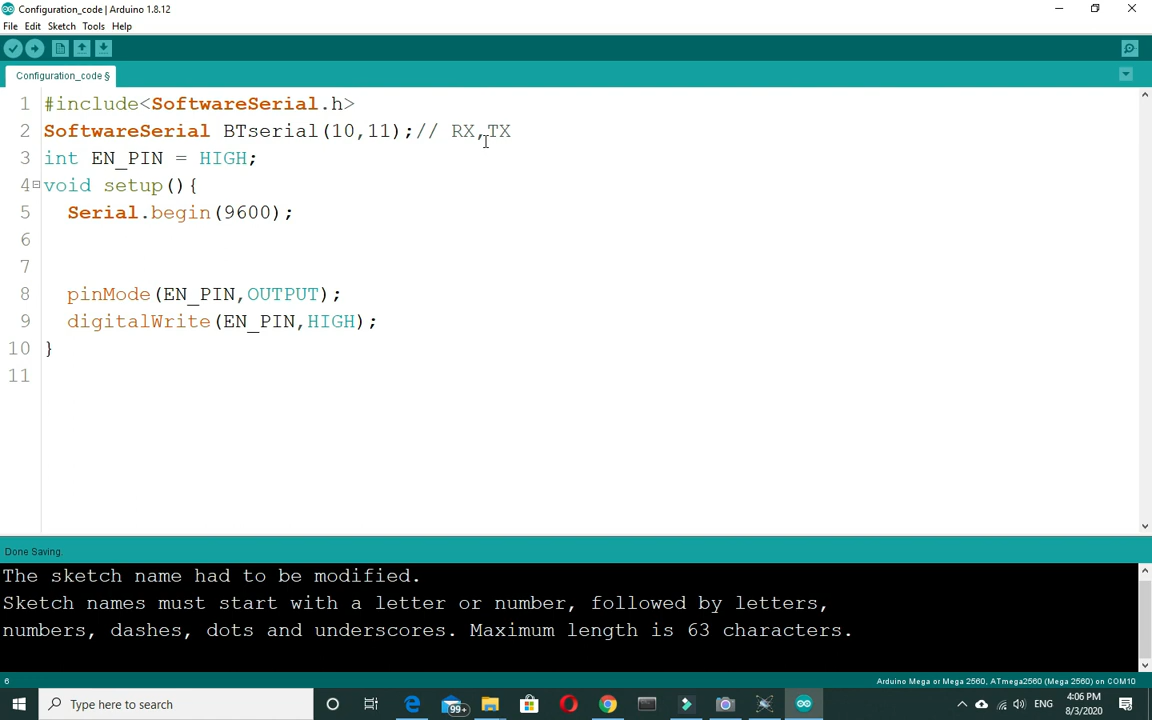 Configuration_code | Arduino 1.8.12
File Edit Sketch Tools Help
Configuration_code §
1 #include<SoftwareSerial.h>
2 SoftwareSerial BTserial(10,11);// RX,TX
3 int EN_PIN = HIGH;
4 void setup(){
5 Serial.begin(9600);
6
7
8 pinMode(EN_PIN,OUTPUT);
9 digitalWrite(EN_PIN,HIGH);
10 }
11
Done Saving.
The sketch name had to be modified.
Sketch names must start with a letter or number, followed by letters,
numbers, dashes, dots and underscores. Maximum length is 63 characters.
6 Arduino Mega or Mega 2560, ATmega2560 (Mega 2560) on COM10
Type here to search 99+ ENG 4:06 PM
8/3/2020